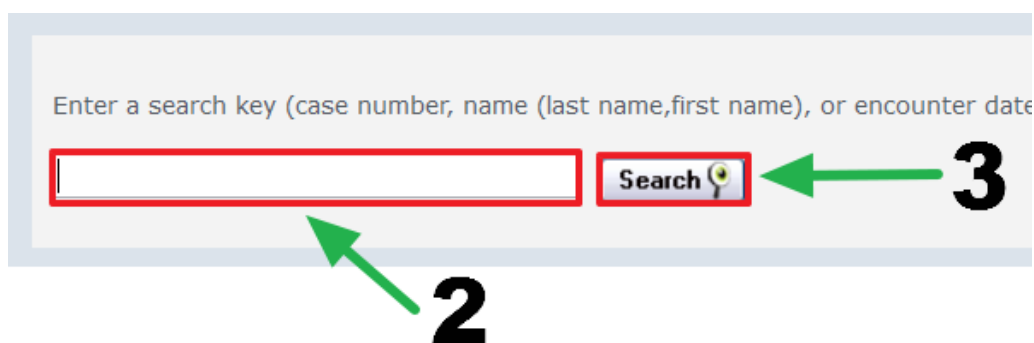 Enter a search key (case number, name (last name,first name), or encounter date
Search
3
2